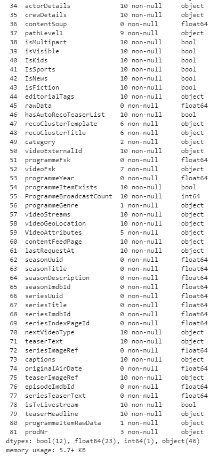 34 actorDetails 10 non-null object
35 crewDetails 10 non-null object
36 contentSoup 0 non-null float64
37 pathLevel1 9 non-null object
38 isMultipart 10 non-null bool
39 isVisible 10 non-null bool
40 IsKids 10 non-null bool
41 IsSports 10 non-null bool
42 IsNews 10 non-null bool
43 isFiction 10 non-null bool
44 editorialTags 10 non-null object
45 rawData 0 non-null float64
46 hasAutoRecoTeaserList 10 non-null bool
47 recoClusterTemplate 6 non-null object
48 recoClusterTitle 6 non-null object
49 category 2 non-null object
50 videoExternalId 10 non-null object
51 programmeFsk 0 non-null float64
52 videoFsk 7 non-null object
53 programmeYear 0 non-null float64
54 programmeItemExists 10 non-null bool
55 programmeBroadcastCount 10 non-null int64
56 programmeGenre 1 non-null object
57 videoStreams 10 non-null object
58 videoGeoLocation 10 non-null object
59 videoAttributes 5 non-null object
60 contentFeedPage 10 non-null object
61 lastRequestAt 10 non-null object
62 seasonUuid 0 non-null float64
63 seasonTitle 0 non-null float64
64 seasonDescription 0 non-null float64
65 seasonImdbId 0 non-null float64
66 seriesUuid 0 non-null float64
67 seriesTitle 0 non-null float64
68 seriesImdbId 0 non-null float64
69 seriesIndexPageId 0 non-null float64
70 nextVideoType 10 non-null object
71 teaserText 10 non-null object
72 seriesImageRef 0 non-null float64
73 captions 10 non-null object
74 originalAirDate 0 non-null float64
75 teaserImageRef 10 non-null object
76 episodeImdbId 0 non-null float64
77 seriesTeaserText 0 non-null float64
78 isTvLivestream 10 non-null bool
79 teaserHeadline 10 non-null object
80 programmeItemRawData 1 non-null object
81 prodNr 3 non-null object
dtypes: bool(12), float64(23), int64(1), object(46)
memory usage: 5.7+ KB